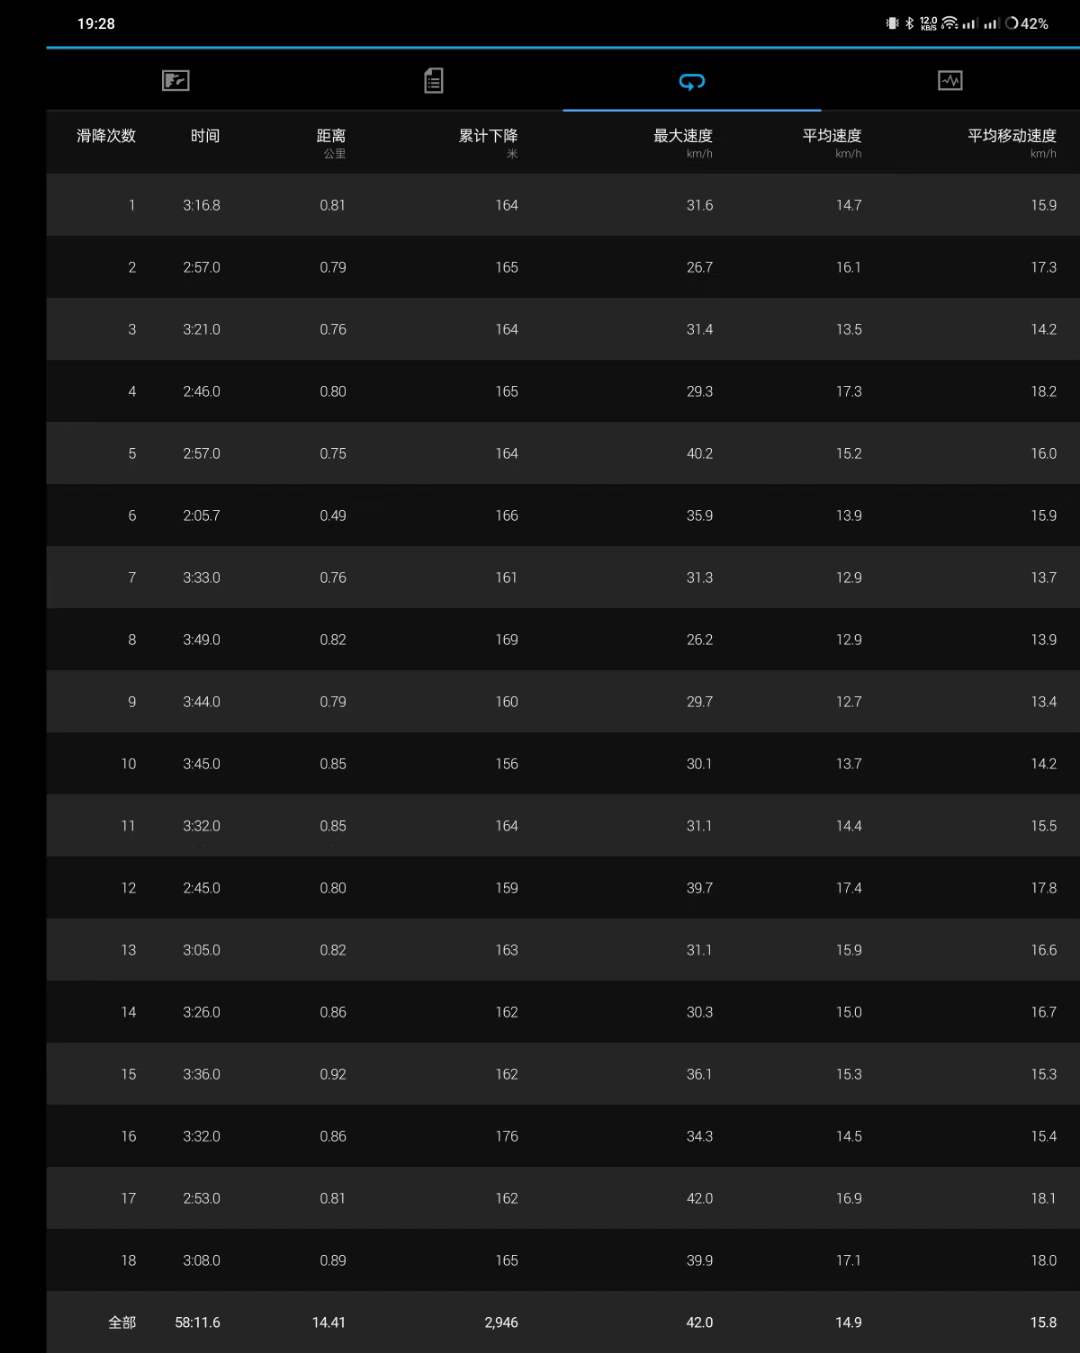 19:28 12.0 KB/S 42%
滑降次数 时间 距离 累计下降 最大速度 平均速度 平均移动速度
公里 米 km/h km/h km/h
1 3:16.8 0.81 164 31.6 14.7 15.9
2 2:57.0 0.79 165 26.7 16.1 17.3
3 3:21.0 0.76 164 31.4 13.5 14.2
4 2:46.0 0.80 165 29.3 17.3 18.2
5 2:57.0 0.75 164 40.2 15.2 16.0
6 2:05.7 0.49 166 35.9 13.9 15.9
7 3:33.0 0.76 161 31.3 12.9 13.7
8 3:49.0 0.82 169 26.2 12.9 13.9
9 3:44.0 0.79 160 29.7 12.7 13.4
10 3:45.0 0.85 156 30.1 13.7 14.2
11 3:32.0 0.85 164 31.1 14.4 15.5
12 2:45.0 0.80 159 39.7 17.4 17.8
13 3:05.0 0.82 163 31.1 15.9 16.6
14 3:26.0 0.86 162 30.3 15.0 16.7
15 3:36.0 0.92 162 36.1 15.3 15.3
16 3:32.0 0.86 176 34.3 14.5 15.4
17 2:53.0 0.81 162 42.0 16.9 18.1
18 3:08.0 0.89 165 39.9 17.1 18.0
全部 58:11.6 14.41 2,946 42.0 14.9 15.8